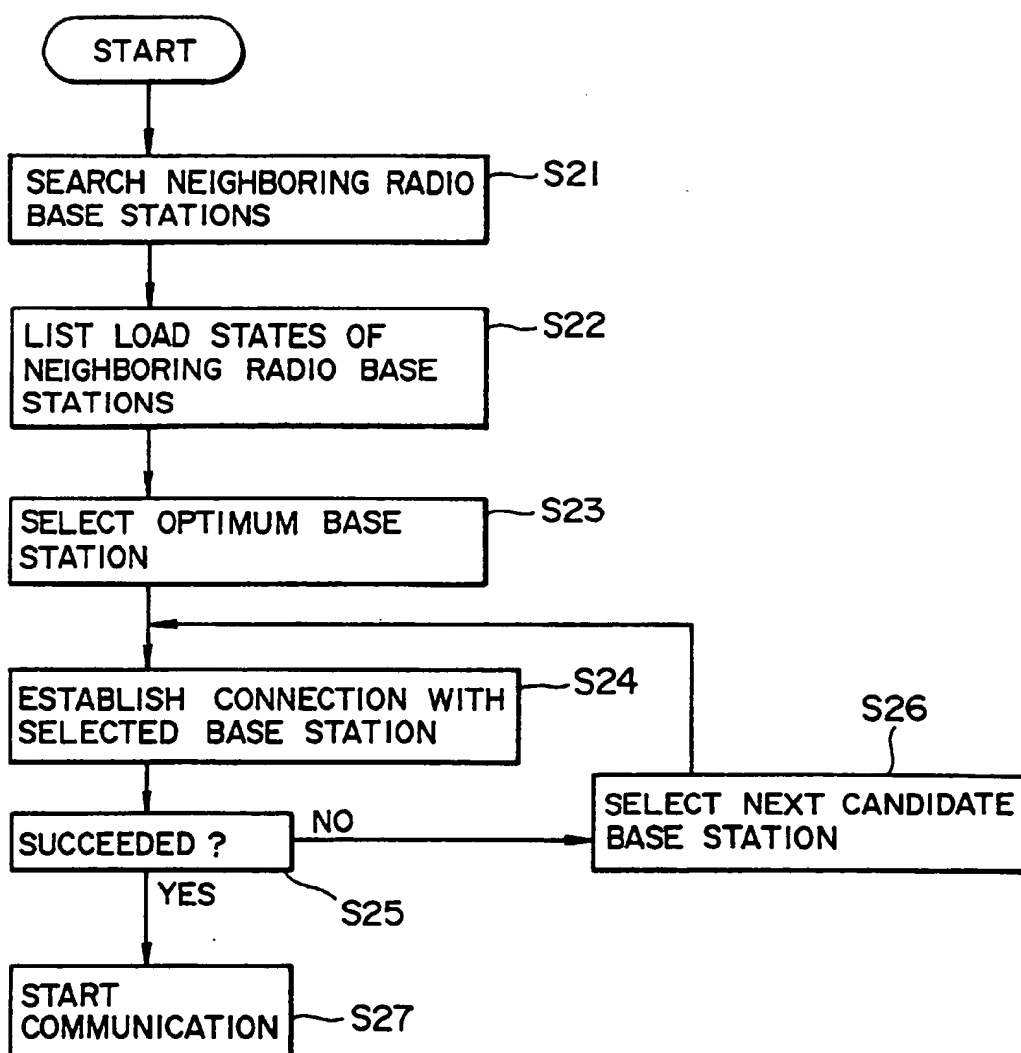 START
SEARCH NEIGHBORING RADIO
BASE STATIONS
S21
LIST LOAD STATES OF
NEIGHBORING RADIO BASE
STATIONS
S22
SELECT OPTIMUM BASE
STATION
S23
ESTABLISH CONNECTION WITH
SELECTED BASE STATION
S24
SUCCEEDED ?
NO
YES
S25
S26
SELECT NEXT CANDIDATE
BASE STATION
START
COMMUNICATION
S27